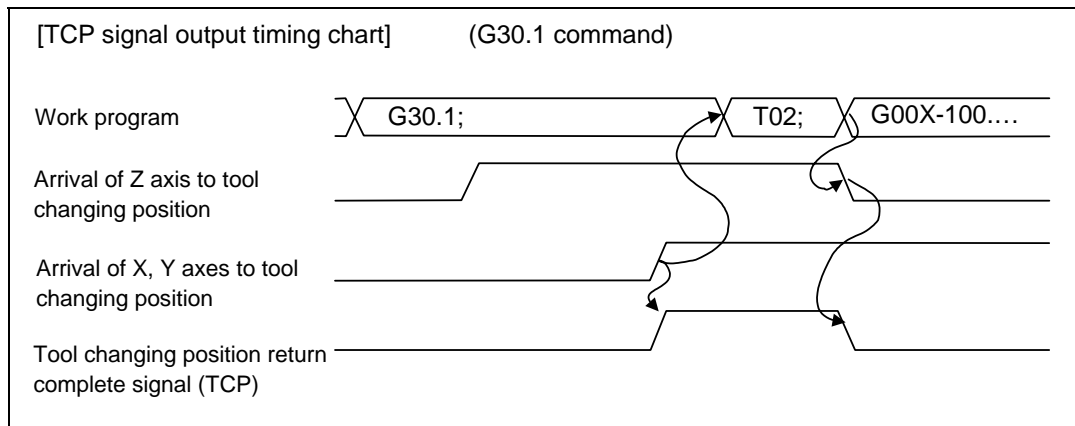 [TCP signal output timing chart] (G30.1 command)
Work program
G30.1;
T02;
G00X-100.…
Arrival of Z axis to tool
changing position
Arrival of X, Y axes to tool
changing position
Tool changing position return
complete signal (TCP)